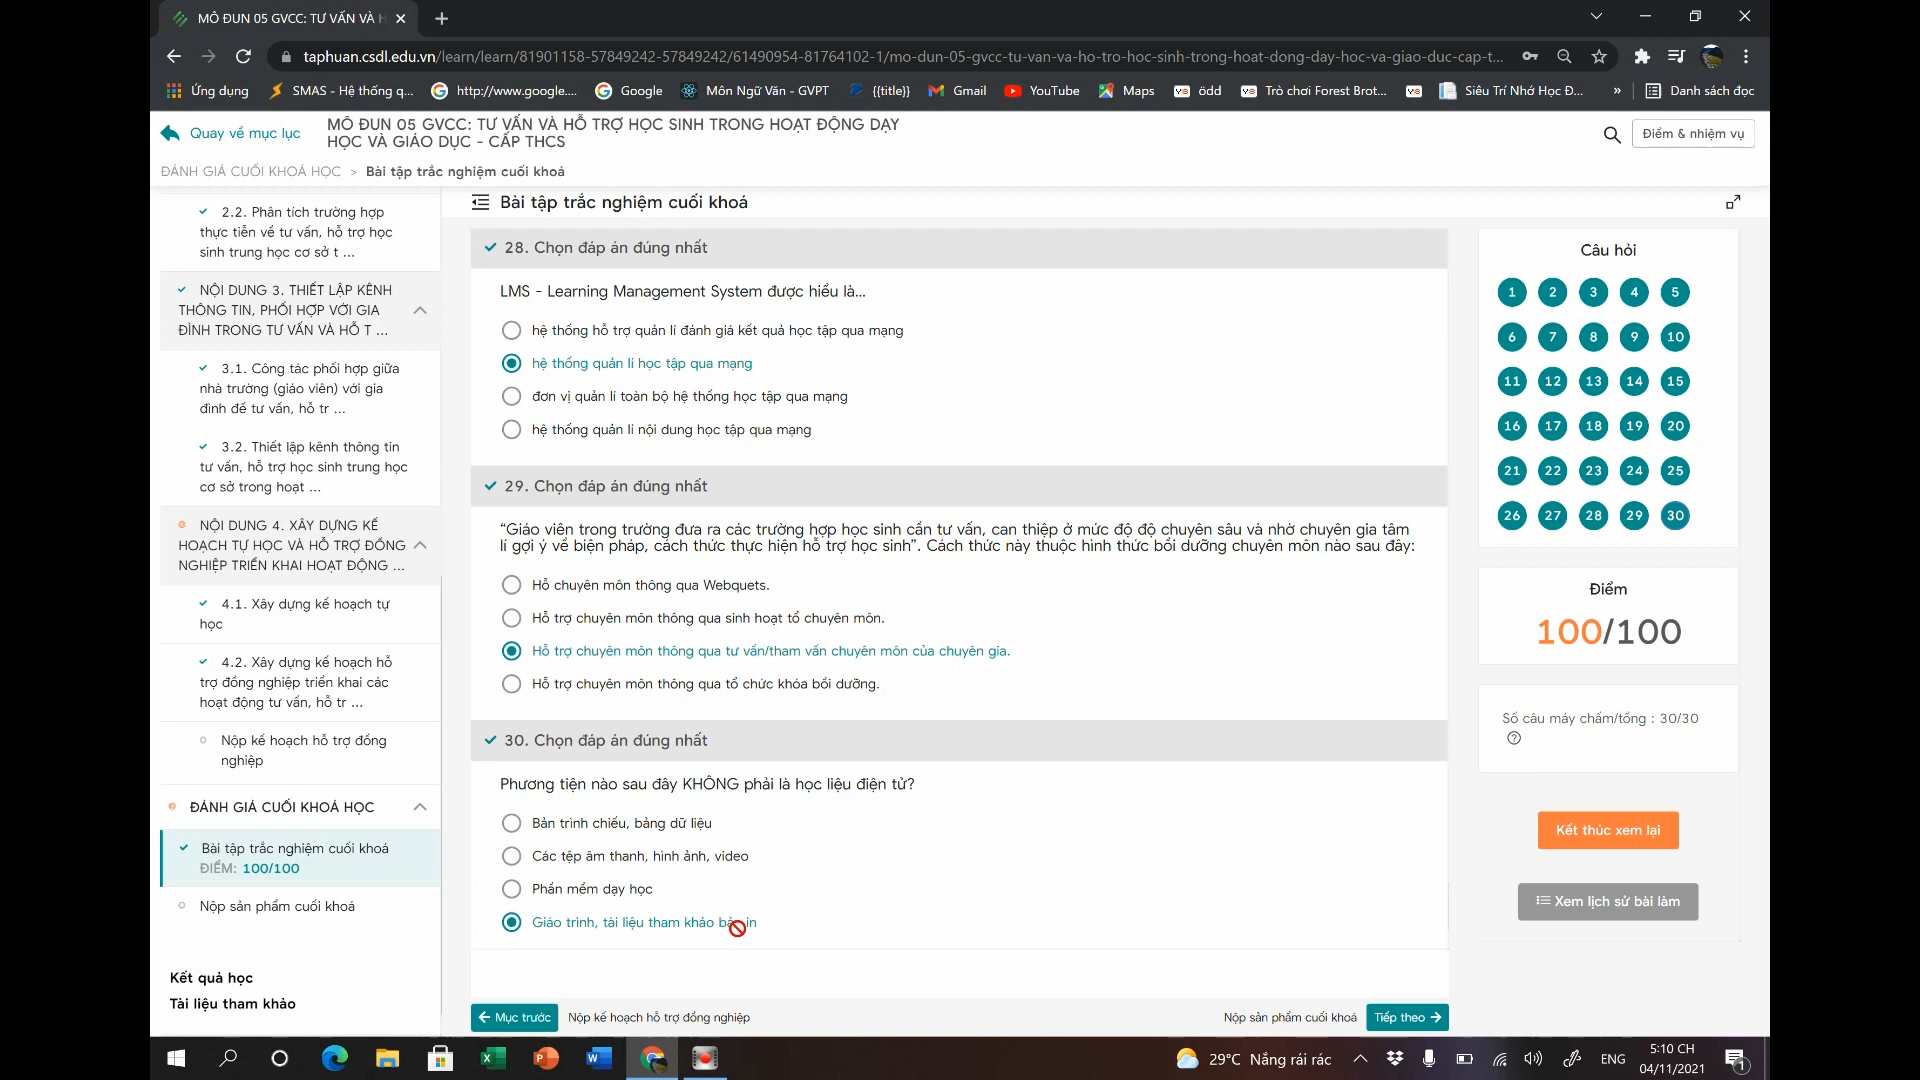 MÔ ĐUN 05 GVCC: TƯ VẤN VÀ H
taphuan.csdl.edu.vn/learn/learn/81901158-57849242-57849242/61490954-81764102-1/mo-dun-05-gvcc-tu-van-va-ho-tro-hoc-sinh-trong-hoat-dong-day-hoc-va-giao-duc-cap-t...
Ứng dụng
SMAS - Hệ thống q...
http://www.google....
Google
Môn Ngữ Văn - GVPT
{{title}}
Gmail
YouTube
Maps
ödd
Trò chơi Forest Brot...
Siêu Trí Nhớ Học Đ...
»
Danh sách đọc
Quay về mục lục
MÔ ĐUN 05 GVCC: TƯ VẤN VÀ HỖ TRỢ HỌC SINH TRONG HOẠT ĐỘNG DẠY
HỌC VÀ GIÁO DỤC - CẤP THCS
Điểm & nhiệm vụ
ĐÁNH GIÁ CUỐI KHOÁ HỌC > Bài tập trắc nghiệm cuối khoá
2.2. Phân tích trường hợp
thực tiễn về tư vấn, hỗ trợ học
sinh trung học cơ sở t ...
NỘI DUNG 3. THIẾT LẬP KÊNH
THÔNG TIN, PHỐI HỢP VỚI GIA
ĐÌNH TRONG TƯ VẤN VÀ HỖ T ...
3.1. Công tác phối hợp giữa
nhà trường (giáo viên) với gia
đình để tư vấn, hỗ tr ...
3.2. Thiết lập kênh thông tin
tư vấn, hỗ trợ học sinh trung học
cơ sở trong hoạt ...
NỘI DUNG 4. XÂY DỰNG KẾ
HOẠCH TỰ HỌC VÀ HỖ TRỢ ĐỒNG
NGHIỆP TRIỂN KHAI HOẠT ĐỘNG ...
4.1. Xây dựng kế hoạch tự
học
4.2. Xây dựng kế hoạch hỗ
trợ đồng nghiệp triển khai các
hoạt động tư vấn, hỗ tr ...
Nộp kế hoạch hỗ trợ đồng
nghiệp
ĐÁNH GIÁ CUỐI KHOÁ HỌC
Bài tập trắc nghiệm cuối khoá
ĐIỂM: 100/100
Nộp sản phẩm cuối khoá
Kết quả học
Tài liệu tham khảo
Bài tập trắc nghiệm cuối khoá
28. Chọn đáp án đúng nhất
LMS - Learning Management System được hiểu là...
hệ thống hỗ trợ quản lí đánh giá kết quả học tập qua mạng
hệ thống quản lí học tập qua mạng
đơn vị quản lí toàn bộ hệ thống học tập qua mạng
hệ thống quản lí nội dung học tập qua mạng
29. Chọn đáp án đúng nhất
“Giáo viên trong trường đưa ra các trường hợp học sinh cần tư vấn, can thiệp ở mức độ độ chuyên sâu và nhờ chuyên gia tâm
lí gợi ý về biện pháp, cách thức thực hiện hỗ trợ học sinh”. Cách thức này thuộc hình thức bồi dưỡng chuyên môn nào sau đây:
Hỗ chuyên môn thông qua Webquets.
Hỗ trợ chuyên môn thông qua sinh hoạt tổ chuyên môn.
Hỗ trợ chuyên môn thông qua tư vấn/tham vấn chuyên môn của chuyên gia.
Hỗ trợ chuyên môn thông qua tổ chức khóa bồi dưỡng.
30. Chọn đáp án đúng nhất
Phương tiện nào sau đây KHÔNG phải là học liệu điện tử?
Bản trình chiếu, bảng dữ liệu
Các tệp âm thanh, hình ảnh, video
Phần mềm dạy học
Giáo trình, tài liệu tham khảo bản in
Mục trước
Nộp kế hoạch hỗ trợ đồng nghiệp
Nộp sản phẩm cuối khoá
Tiếp theo
Câu hỏi
1 2 3 4 5
6 7 8 9 10
11 12 13 14 15
16 17 18 19 20
21 22 23 24 25
26 27 28 29 30
Điểm
100/100
Số câu máy chấm/tổng : 30/30
Kết thúc xem lại
Xem lịch sử bài làm
29°C Nắng rải rác
ENG
5:10 CH
04/11/2021
1